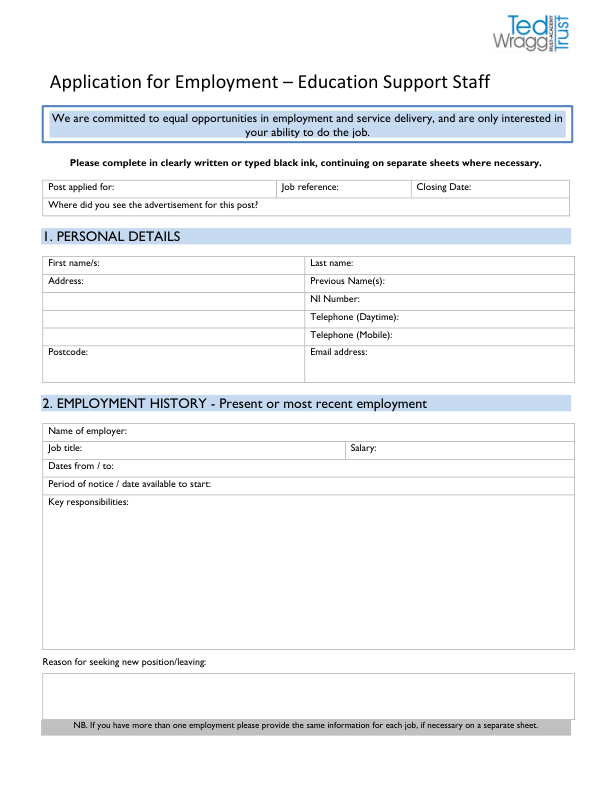 Ted
Wragg
MULTI-ACADEMY
Trust
Application for Employment – Education Support Staff
We are committed to equal opportunities in employment and service delivery, and are only interested in
your ability to do the job.
Please complete in clearly written or typed black ink, continuing on separate sheets where necessary.
Post applied for: Job reference: Closing Date:
Where did you see the advertisement for this post?
1. PERSONAL DETAILS
First name/s: Last name:
Address: Previous Name(s):
NI Number:
Telephone (Daytime):
Telephone (Mobile):
Postcode: Email address:
2. EMPLOYMENT HISTORY - Present or most recent employment
Name of employer:
Job title: Salary:
Dates from / to:
Period of notice / date available to start:
Key responsibilities:
Reason for seeking new position/leaving:
NB. If you have more than one employment please provide the same information for each job, if necessary on a separate sheet.